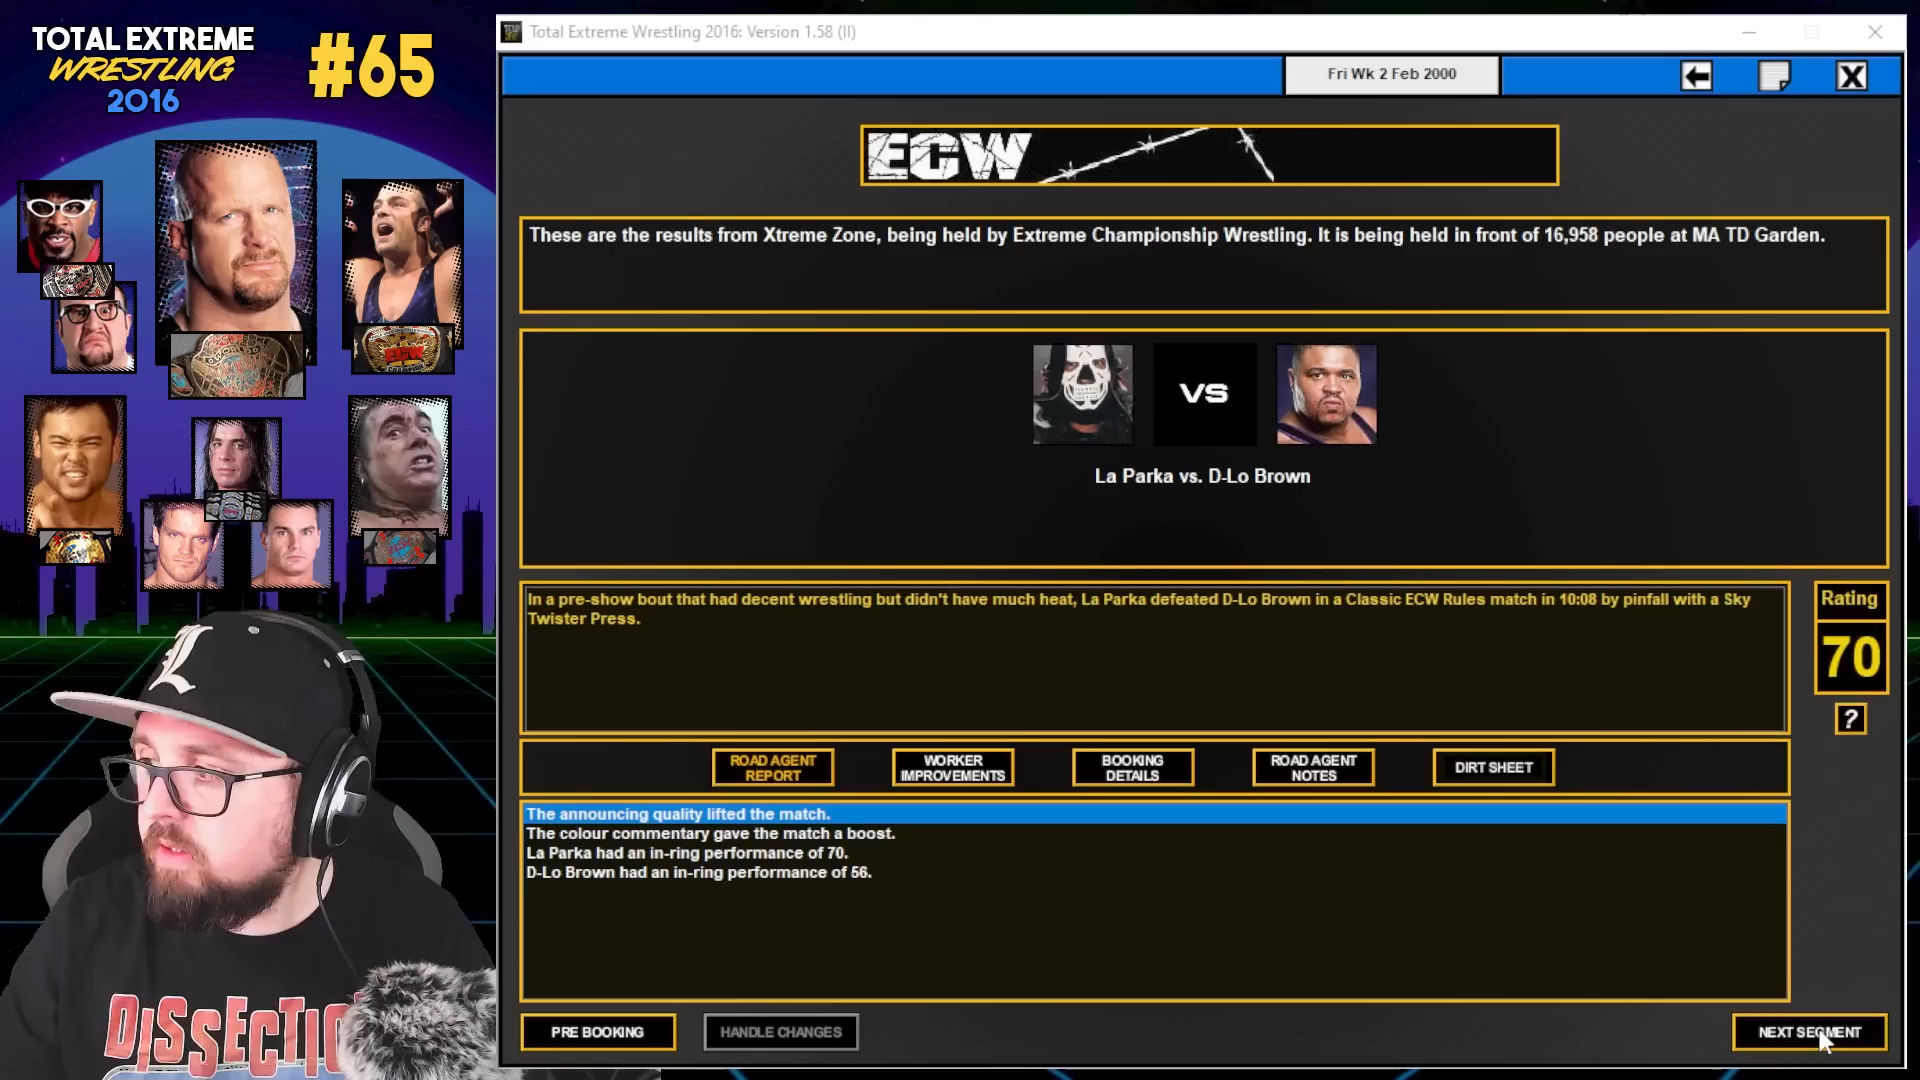 TOTAL EXTREME
WRESTLING
2016
#65
Total Extreme Wrestling 2016: Version 1.58 (II)
Fri Wk 2 Feb 2000
X
ECW
These are the results from Xtreme Zone, being held by Extreme Championship Wrestling. It is being held in front of 16,958 people at MA TD Garden.
VS
La Parka vs. D-Lo Brown
In a pre-show bout that had decent wrestling but didn't have much heat, La Parka defeated D-Lo Brown in a Classic ECW Rules match in 10:08 by pinfall with a Sky
Twister Press.
Rating
70
?
ROAD AGENT
REPORT
WORKER
IMPROVEMENTS
BOOKING
DETAILS
ROAD AGENT
NOTES
DIRT SHEET
The announcing quality lifted the match.
The colour commentary gave the match a boost.
La Parka had an in-ring performance of 70.
D-Lo Brown had an in-ring performance of 56.
PRE BOOKING
HANDLE CHANGES
NEXT SEGMENT
L
ECW